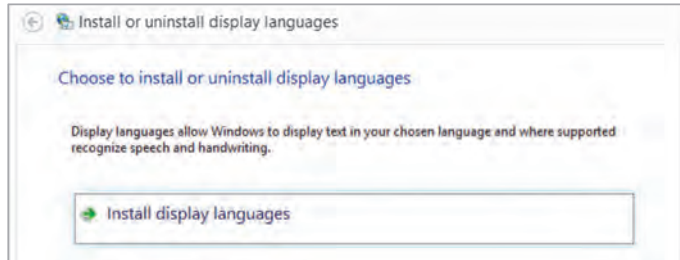 Install or uninstall display languages
Choose to install or uninstall display languages
Display languages allow Windows to display text in your chosen language and where supported
recognize speech and handwriting.
Install display languages